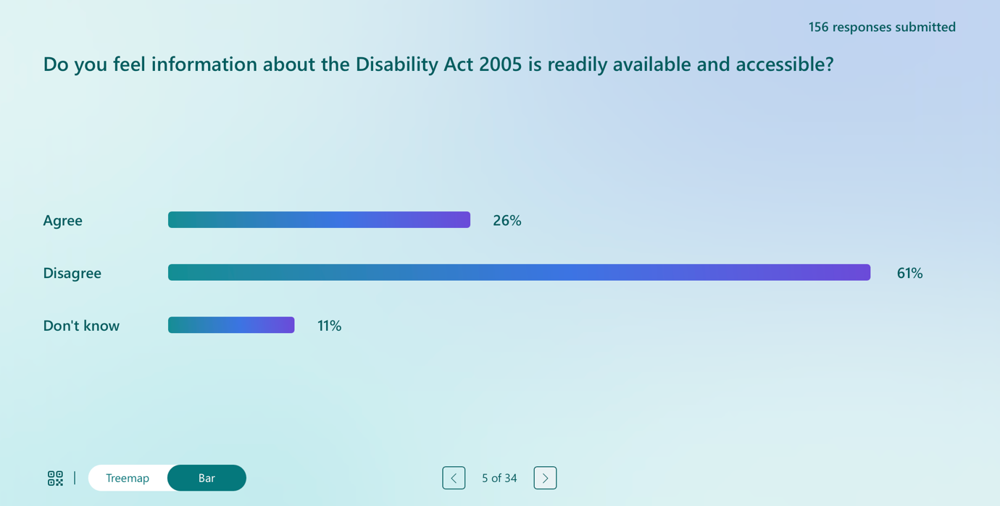 156 responses submitted
Do you feel information about the Disability Act 2005 is readily available and accessible?
Agree 26%
Disagree 61%
Don't know 11%
Treemap Bar 5 of 34